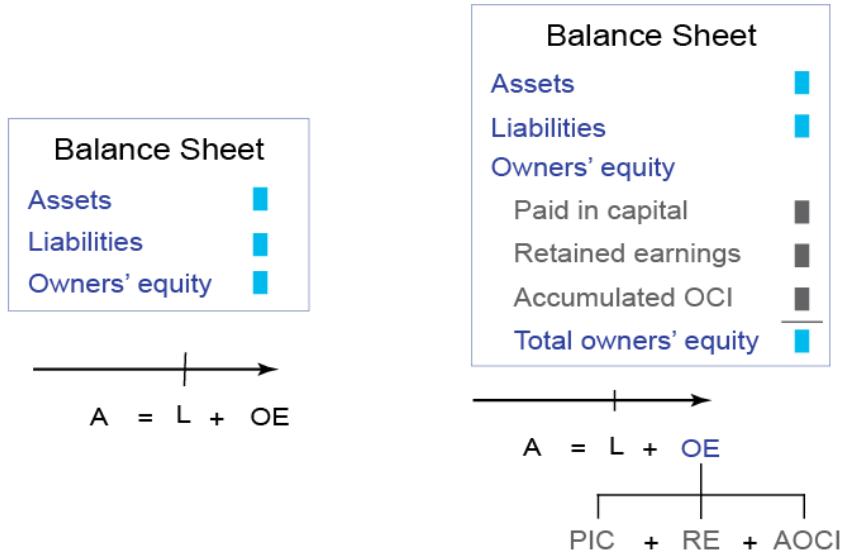 Balance Sheet
Assets
Liabilities
Owners' equity
A = L + OE
Balance Sheet
Assets
Liabilities
Owners' equity
Paid in capital
Retained earnings
Accumulated OCI
Total owners' equity
A = L + OE
PIC + RE + AOCI